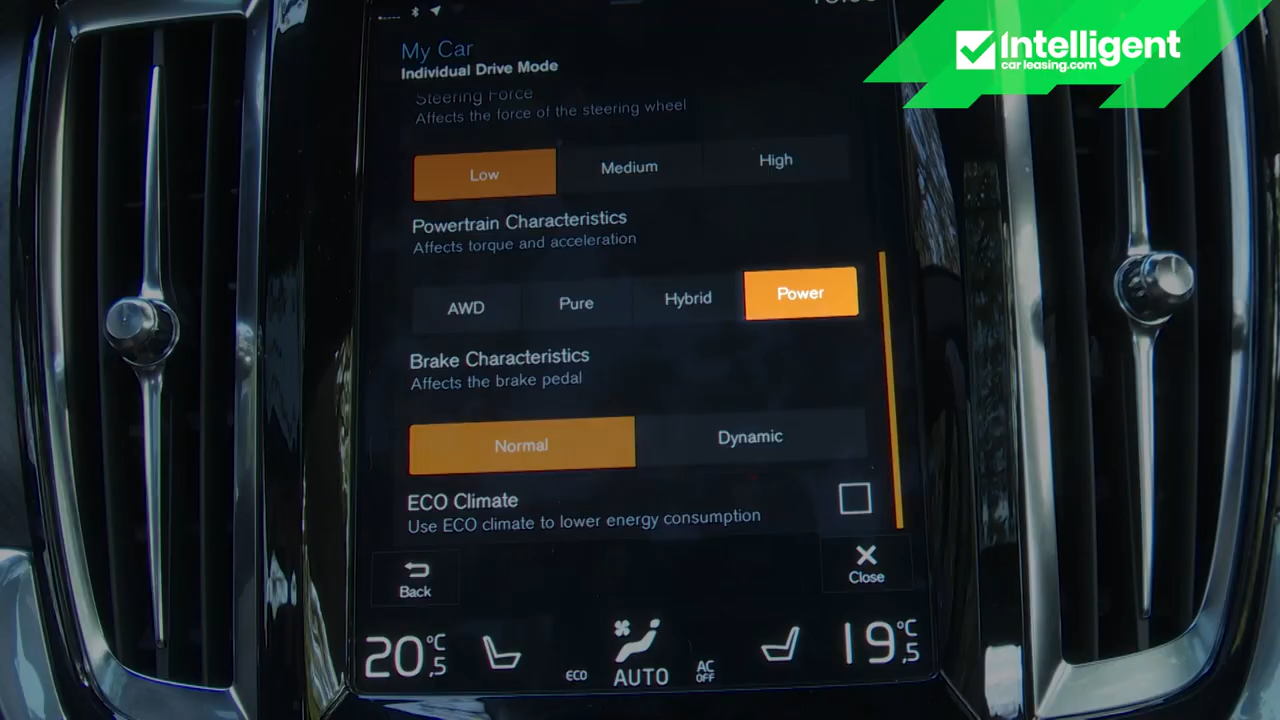 Intelligent
car leasing.com
My Car
Individual Drive Mode
Steering Force
Affects the force of the steering wheel
Low Medium High
Powertrain Characteristics
Affects torque and acceleration
AWD Pure Hybrid Power
Brake Characteristics
Affects the brake pedal
Normal Dynamic
ECO Climate
Use ECO climate to lower energy consumption
Back Close
20,5°C ECO AUTO AC OFF 19,5°C